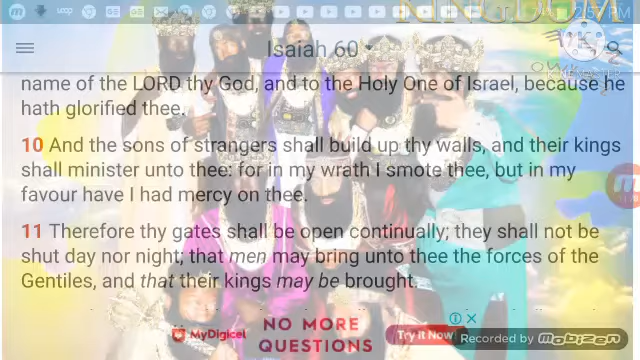 KINGDOM
Isaiah 60
KINEMASTER
name of the LORD thy God, and to the Holy One of Israel, because he
hath glorified thee.
10 And the sons of strangers shall build up thy walls, and their kings
shall minister unto thee: for in my wrath I smote thee, but in my
favour have I had mercy on thee.
11 Therefore thy gates shall be open continually; they shall not be
shut day nor night; that men may bring unto thee the forces of the
Gentiles, and that their kings may be brought.
MyDigicel
NO MORE
QUESTIONS
Try it Now
Recorded by MOBIZEN